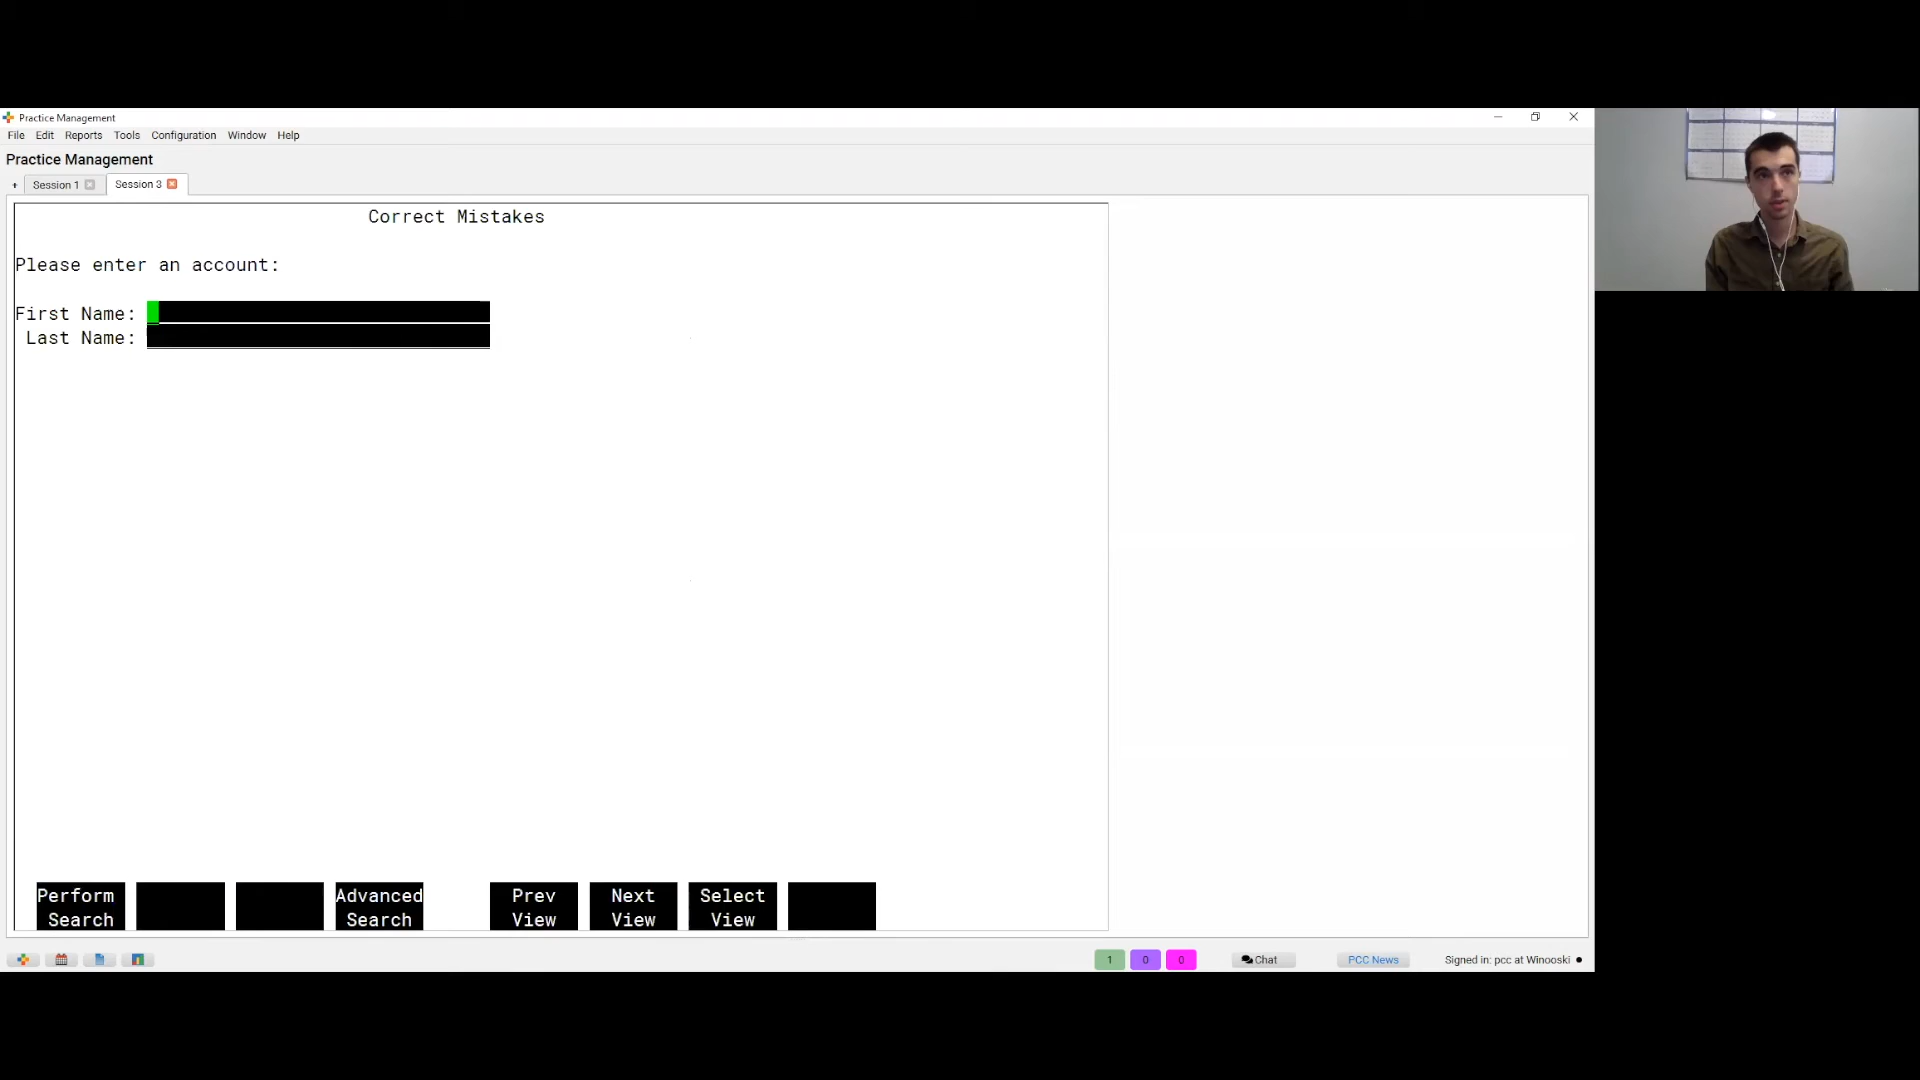 Practice Management
File Edit Reports Tools Configuration Window Help
Practice Management
+ Session 1 Session 3
Correct Mistakes
Please enter an account:
First Name:
Last Name:
Perform Search
Advanced Search
Prev View
Next View
Select View
1 0 0 Chat PCC News Signed in: pcc at Winooski